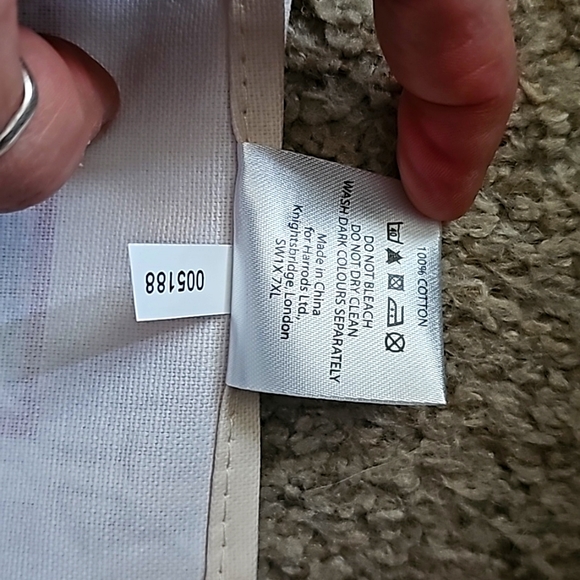 100% COTTON
DO NOT BLEACH
DO NOT DRY CLEAN
WASH DARK COLOURS SEPARATELY
Made in China
for Harrods Ltd.,
Knightsbridge, London
SW1X 7XL
005188